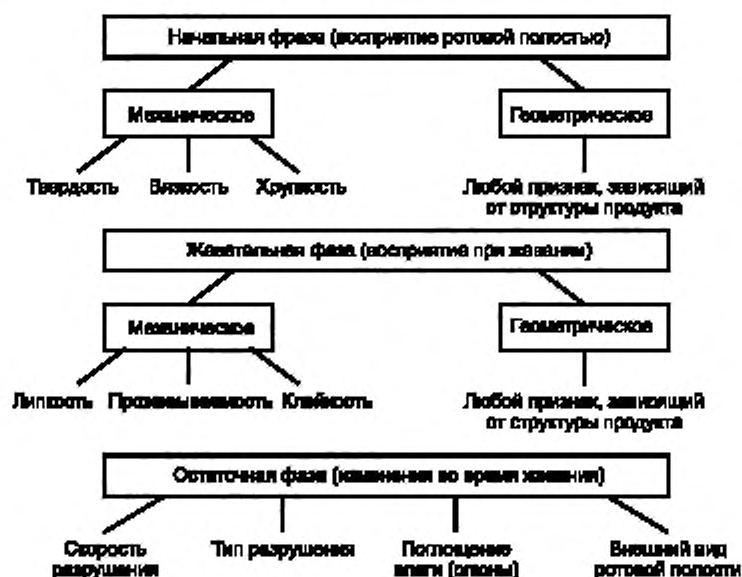 Начальная фраза (восприятие ротовой полостью)
Механическое
Геометрическое
Твердость
Вязкость
Хрупкость
Любой признак, зависящий
от структуры продукта
Жевательная фаза (восприятие при жевании)
Механическое
Геометрическое
Липкость
Клейкость
Любой признак, зависящий
от структуры продукта
Остаточная фаза (изменения во время жевания)
Скорость
разрушения
Тип разрушения
Поглощение
влаги (слюны)
Внешний вид
ротовой полости